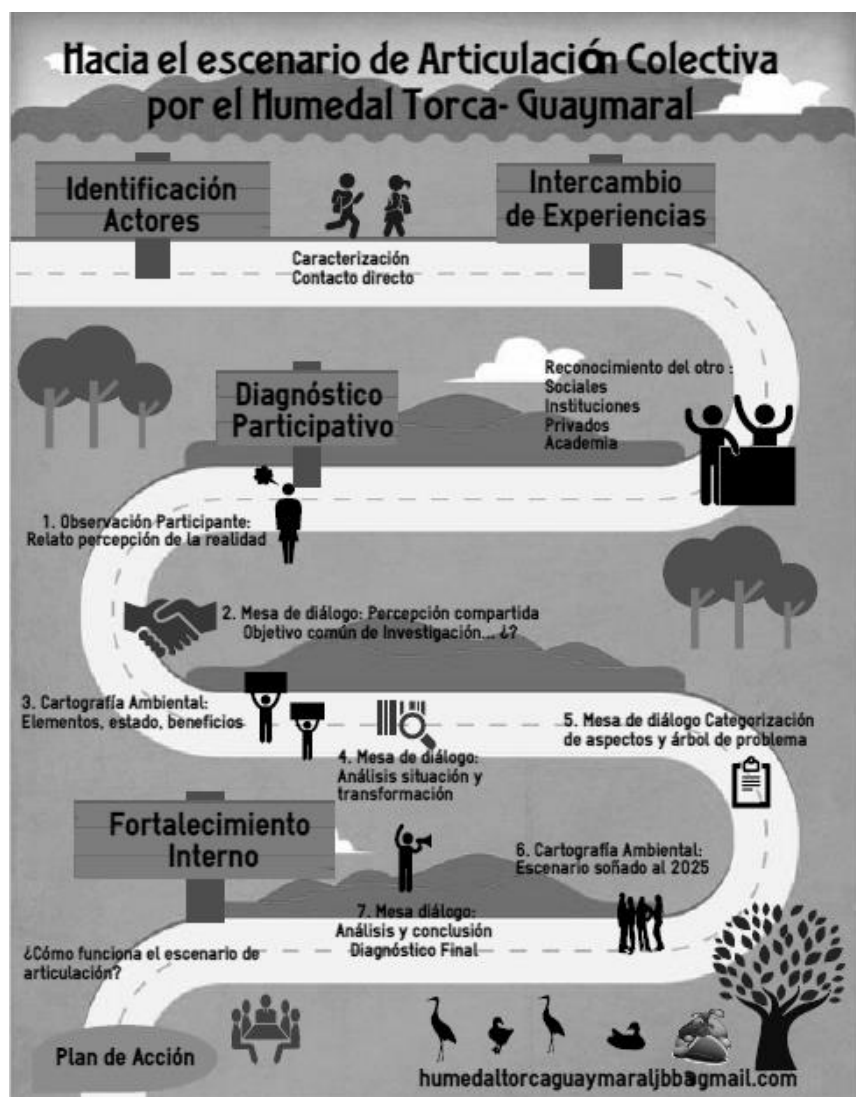 Hacia el escenario de Articulación Colectiva
por el Humedal Torca- Guaymaral
Identificación
Actores
Caracterización
Contacto directo
Intercambio
de Experiencias
Reconocimiento del otro :
Sociales
Instituciones
Privados
Academia
Diagnóstico
Participativo
1. Observación Participante:
Relato percepción de la realidad
2. Mesa de diálogo: Percepción compartida
Objetivo común de Investigación... ¿?
3. Cartografía Ambiental:
Elementos, estado, beneficios
4. Mesa de diálogo:
Análisis situación y
transformación
5. Mesa de diálogo Categorización
de aspectos y árbol de problema
6. Cartografía Ambiental:
Escenario soñado al 2025
7. Mesa diálogo:
Análisis y conclusión
Diagnóstico Final
Fortalecimiento
Interno
¿Cómo funciona el escenario de
articulación?
Plan de Acción
humedaltorcaguaymaraljbb@gmail.com